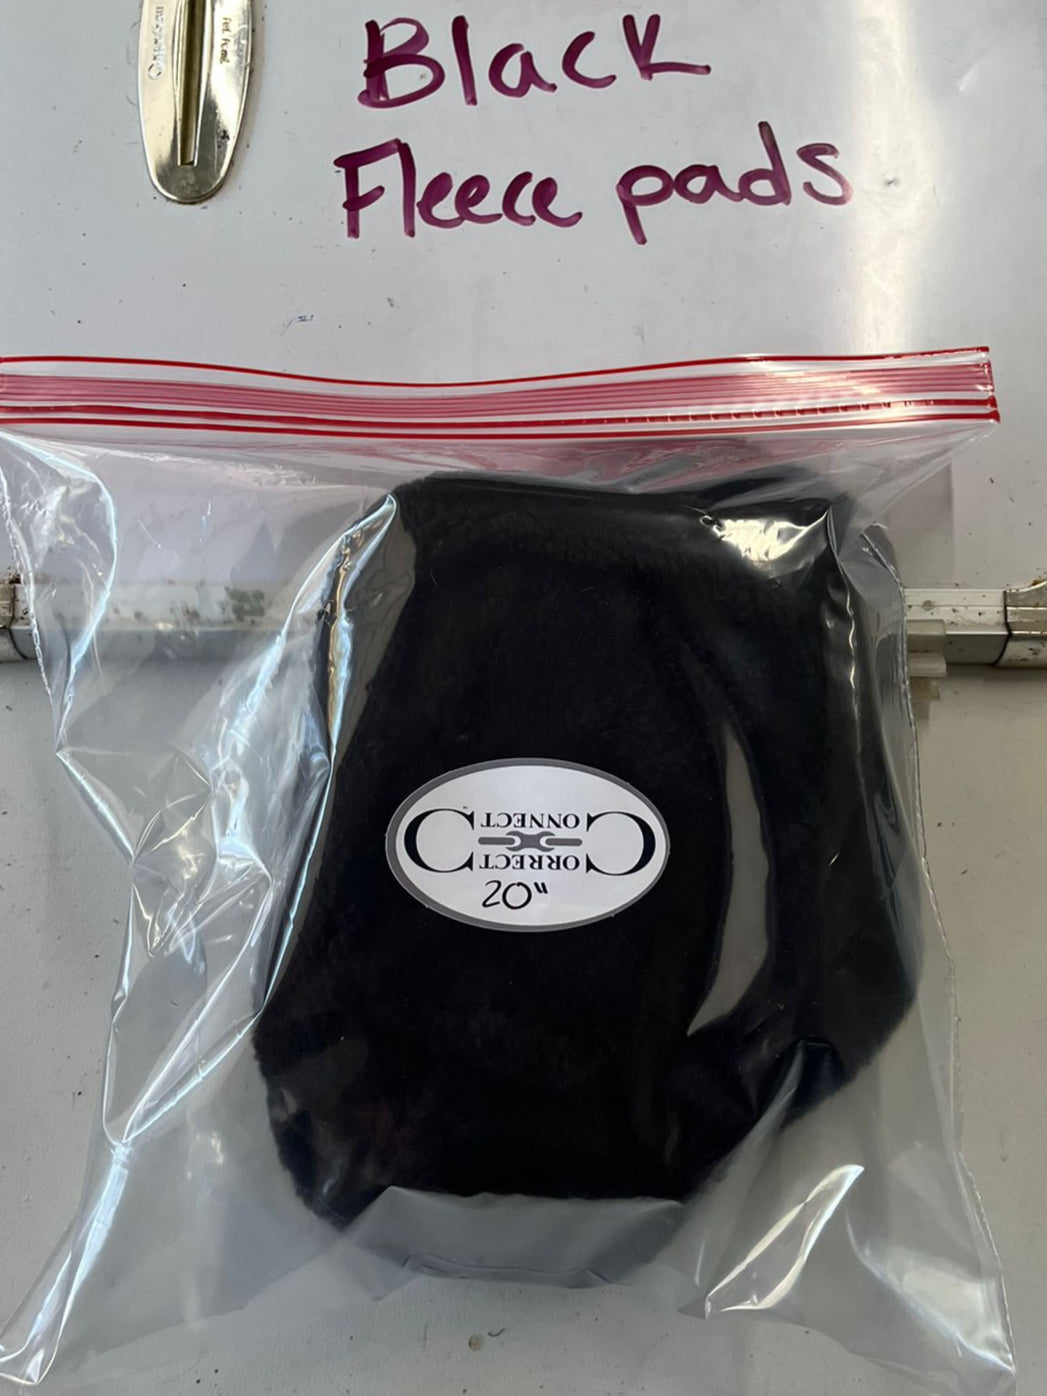 Black
Fleece pads
CORRECT
CONNECT
20"